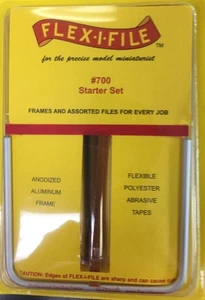 FLEX-I-FILE
TM
for the precise model miniaturist
#700
Starter Set
FRAMES AND ASSORTED FILES FOR EVERY JOB
ANODIZED
ALUMINUM
FRAME
FLEXIBLE
POLYESTER
ABRASIVE
TAPES
CAUTION: Edges of FLEX-I-FILE are sharp and can cause